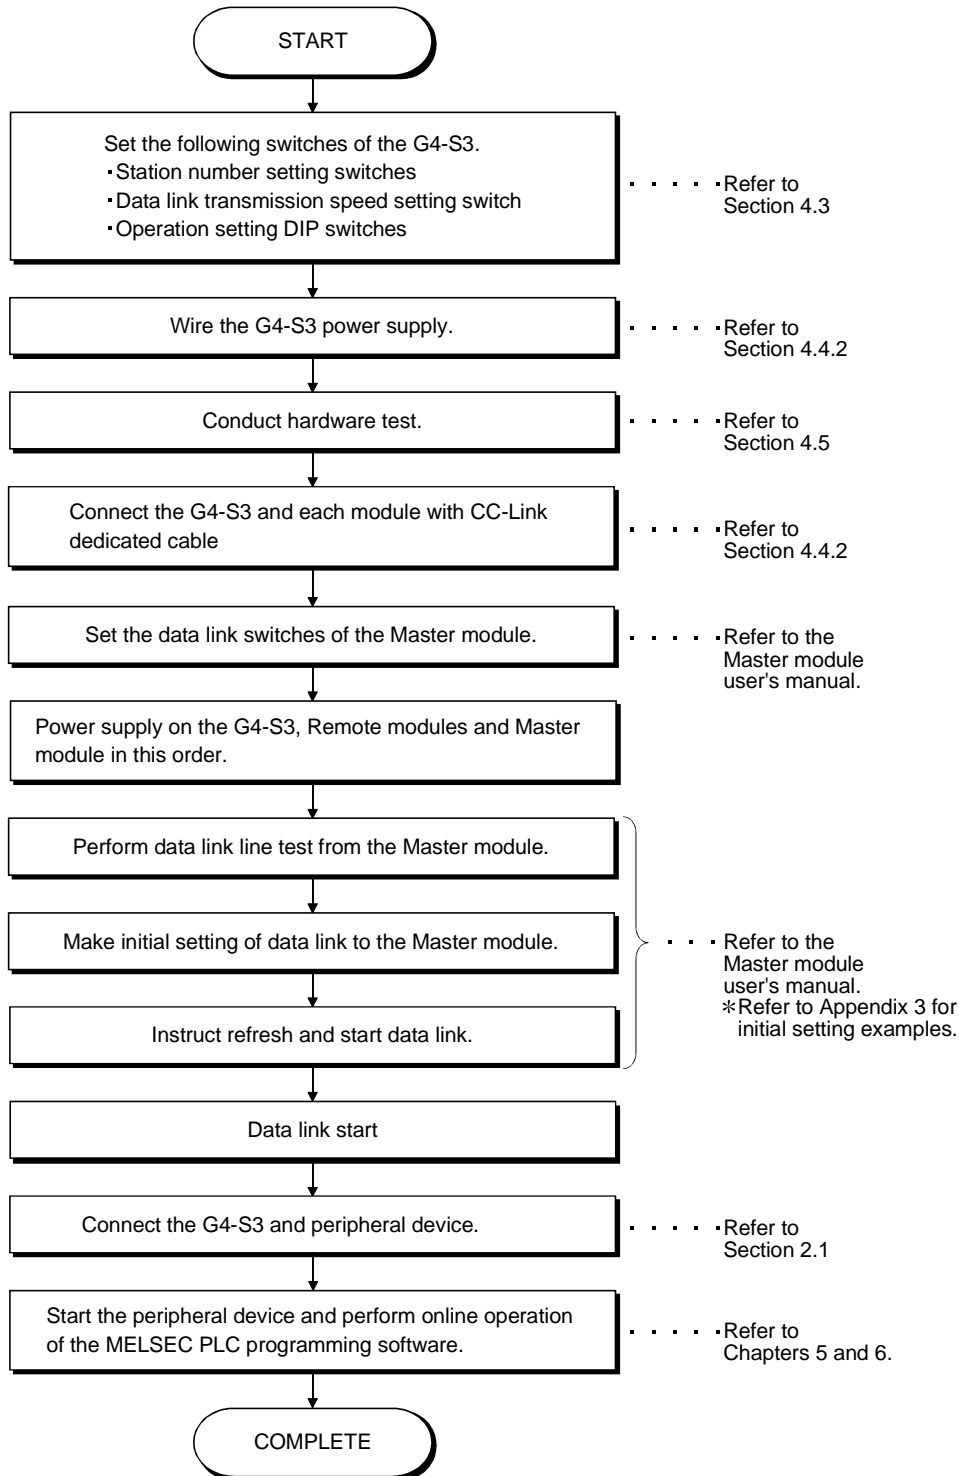 START
Set the following switches of the G4-S3.
・Station number setting switches
・Data link transmission speed setting switch
・Operation setting DIP switches
Refer to
Section 4.3
Wire the G4-S3 power supply.
Refer to
Section 4.4.2
Conduct hardware test.
Refer to
Section 4.5
Connect the G4-S3 and each module with CC-Link
dedicated cable
Refer to
Section 4.4.2
Set the data link switches of the Master module.
Refer to the
Master module
user's manual.
Power supply on the G4-S3, Remote modules and Master
module in this order.
Perform data link line test from the Master module.
Make initial setting of data link to the Master module.
Instruct refresh and start data link.
Refer to the
Master module
user's manual.
*Refer to Appendix 3 for
initial setting examples.
Data link start
Connect the G4-S3 and peripheral device.
Refer to
Section 2.1
Start the peripheral device and perform online operation
of the MELSEC PLC programming software.
Refer to
Chapters 5 and 6.
COMPLETE